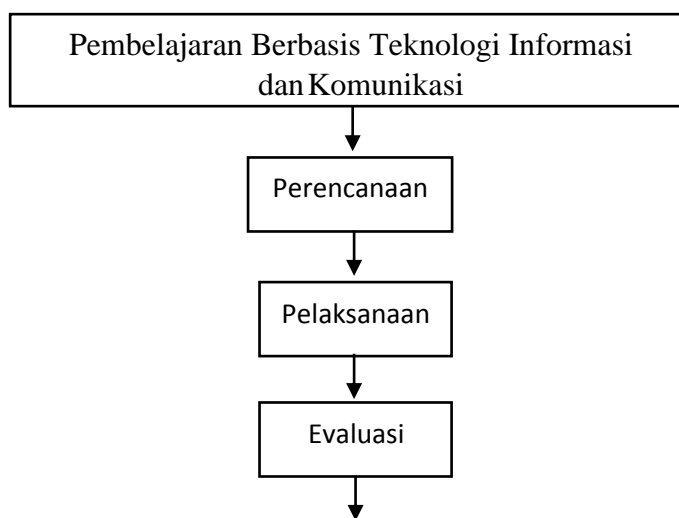 Pembelajaran Berbasis Teknologi Informasi
dan Komunikasi
Perencanaan
Pelaksanaan
Evaluasi